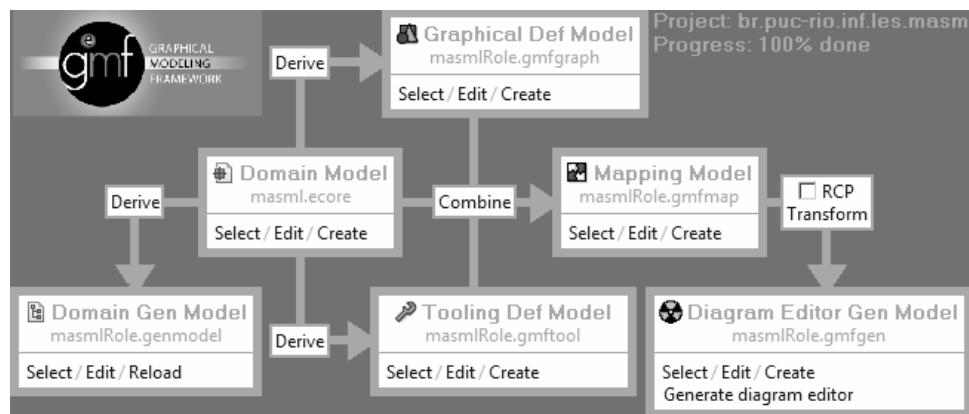 e
gmf
GRAPHICAL
MODELING
FRAMEWORK
Project: br.puc-rio.inf.les.masm
Progress: 100% done
Derive
Graphical Def Model
masmlRole.gmfgraph
Select / Edit / Create
Derive
Domain Model
masml.ecore
Select / Edit / Create
Combine
Mapping Model
masmlRole.gmfmap
Select / Edit / Create
RCP
Transform
Domain Gen Model
masmlRole.genmodel
Select / Edit / Reload
Derive
Tooling Def Model
masmlRole.gmftool
Select / Edit / Create
Diagram Editor Gen Model
masmlRole.gmfgen
Select / Edit / Create
Generate diagram editor